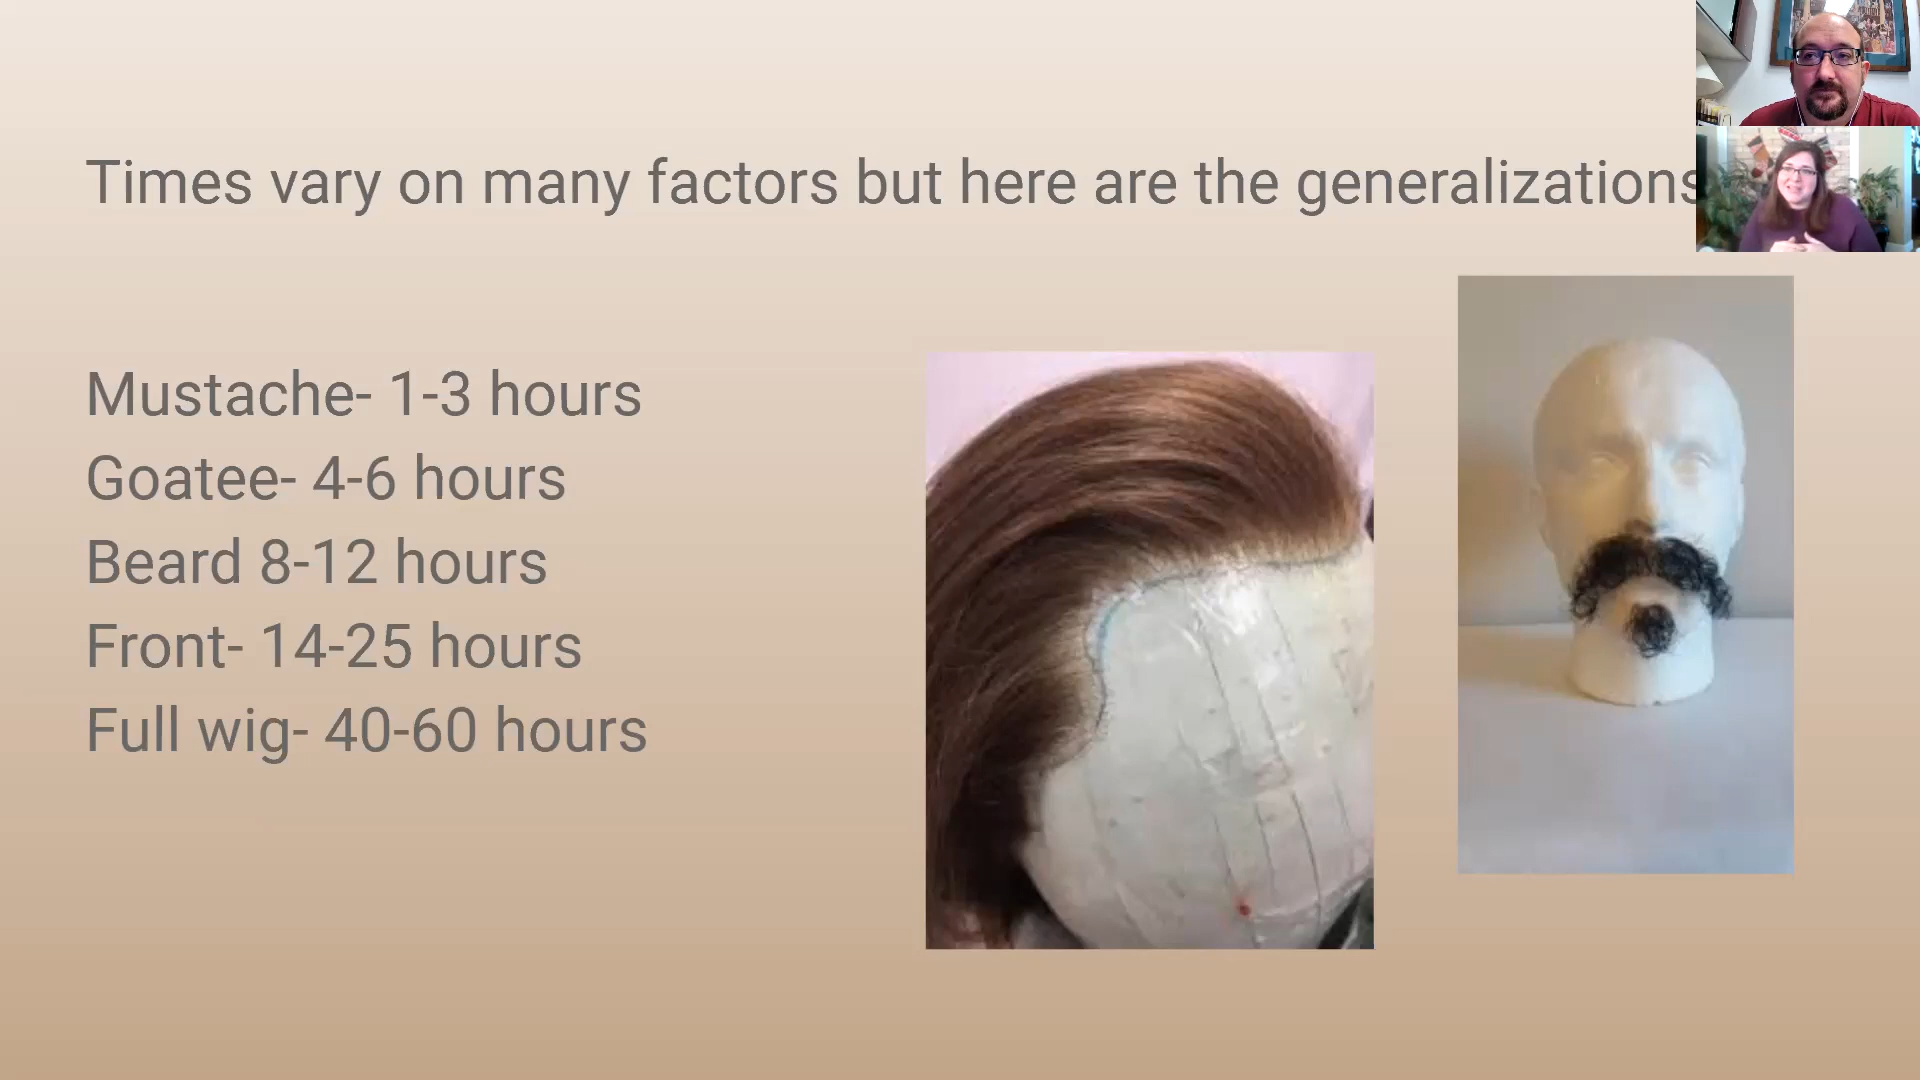 Times vary on many factors but here are the generalizations
Mustache- 1-3 hours
Goatee- 4-6 hours
Beard 8-12 hours
Front- 14-25 hours
Full wig- 40-60 hours